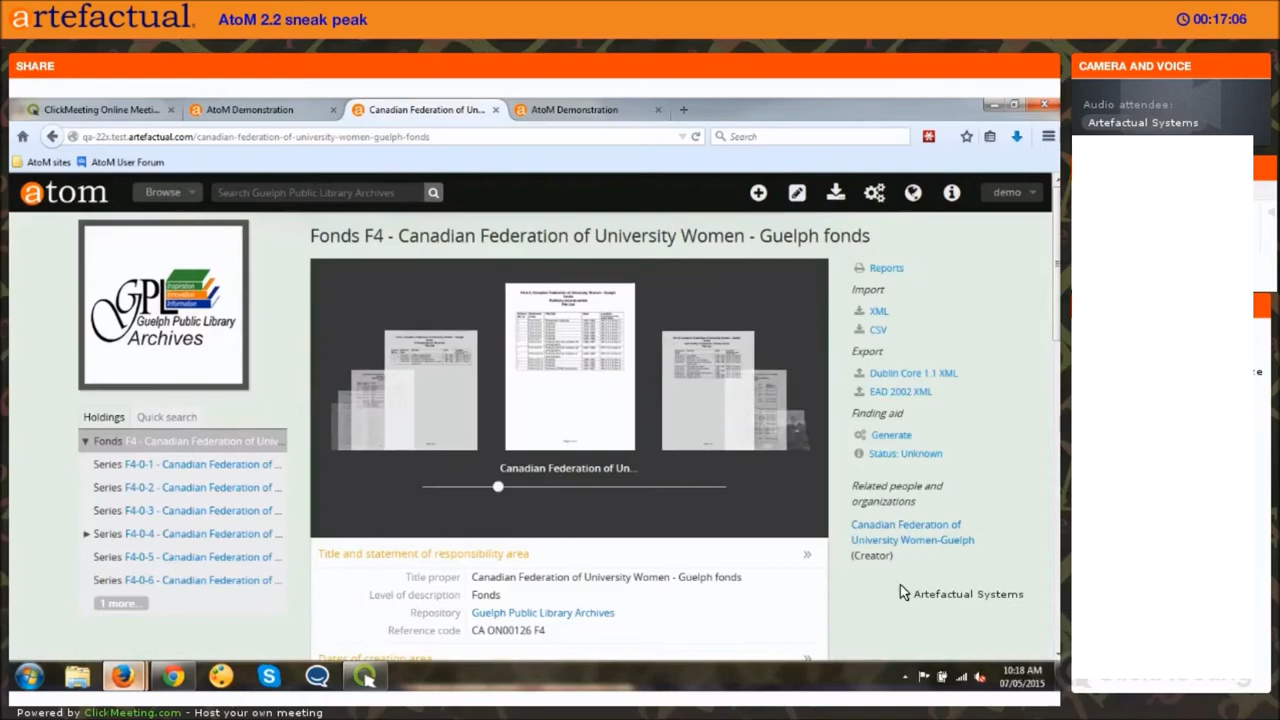 artefactual.
AtoM 2.2 sneak peak
00:17:06
SHARE
CAMERA AND VOICE
Audio attendee:
Artefactual Systems
ClickMeeting Online Meeti...
AtoM Demonstration
Canadian Federation of Un...
AtoM Demonstration
qa-22x.test.artefactual.com/canadian-federation-of-university-women-guelph-fonds
Search
AtoM sites
AtoM User Forum
atom
Browse
Search Guelph Public Library Archives
demo
Fonds F4 - Canadian Federation of University Women - Guelph fonds
GPL
Inspiration
Innovation
Information
Guelph Public Library
Archives
Holdings
Quick search
Fonds F4 - Canadian Federation of Univ...
Series F4-0-1 - Canadian Federation of ...
Series F4-0-2 - Canadian Federation of ...
Series F4-0-3 - Canadian Federation of ...
Series F4-0-4 - Canadian Federation of ...
Series F4-0-5 - Canadian Federation of ...
Series F4-0-6 - Canadian Federation of ...
1 more...
Canadian Federation of Un...
Title and statement of responsibility area
Title proper Canadian Federation of University Women - Guelph fonds
Level of description Fonds
Repository Guelph Public Library Archives
Reference code CA ON00126 F4
Dates of creation area
Reports
Import
XML
CSV
Export
Dublin Core 1.1 XML
EAD 2002 XML
Finding aid
Generate
Status: Unknown
Related people and
organizations
Canadian Federation of
University Women-Guelph
(Creator)
Artefactual Systems
10:18 AM
07/05/2015
Powered by ClickMeeting.com - Host your own meeting